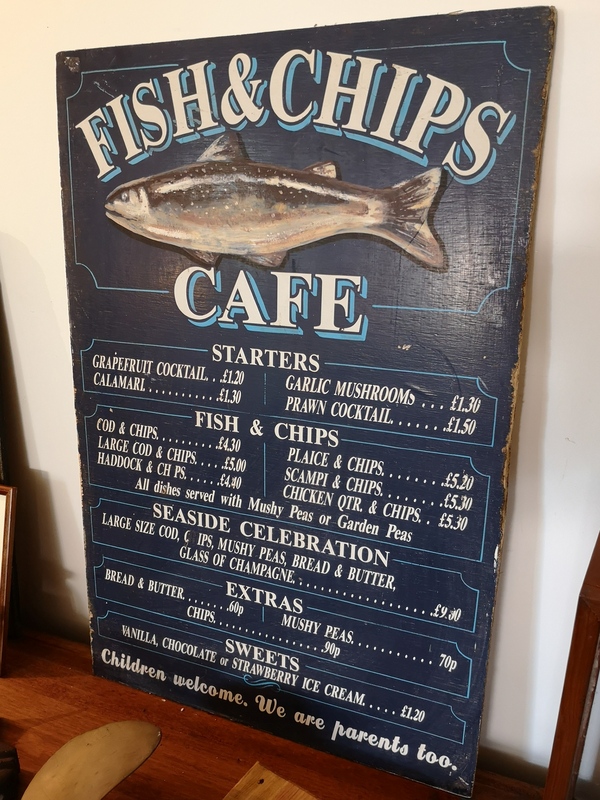 FISH & CHIPS
CAFE
STARTERS
GRAPEFRUIT COCKTAIL. . .£1.20
CALAMARI. . . . . . . . . . . .£1.30
GARLIC MUSHROOMS . . . . £1.30
PRAWN COCKTAIL. . . . . . . .£1.50
FISH & CHIPS
COD & CHIPS. . . . . . . . .£4.30
LARGE COD & CHIPS. . . . .£5.00
HADDOCK & CH PS. . . . . .£4.40
PLAICE & CHIPS. . . . . . . . .£5.20
SCAMPI & CHIPS. . . . . . . . .£5.30
CHICKEN QTR. & CHIPS. . £5.30
All dishes served with Mushy Peas or Garden Peas
SEASIDE CELEBRATION
LARGE SIZE COD, C IPS, MUSHY PEAS, BREAD & BUTTER,
GLASS OF CHAMPAGNE. . . . . . . . . . . . . . . . . . .
EXTRAS
BREAD & BUTTER. . . . . . .60p
MUSHY PEAS. . . . . . . . . . . . 70p
CHIPS. . . . . . . . . . . . . . . .90p
SWEETS
VANILLA, CHOCOLATE or STRAWBERRY ICE CREAM. . . . . £1.20
Children welcome. We are parents too.